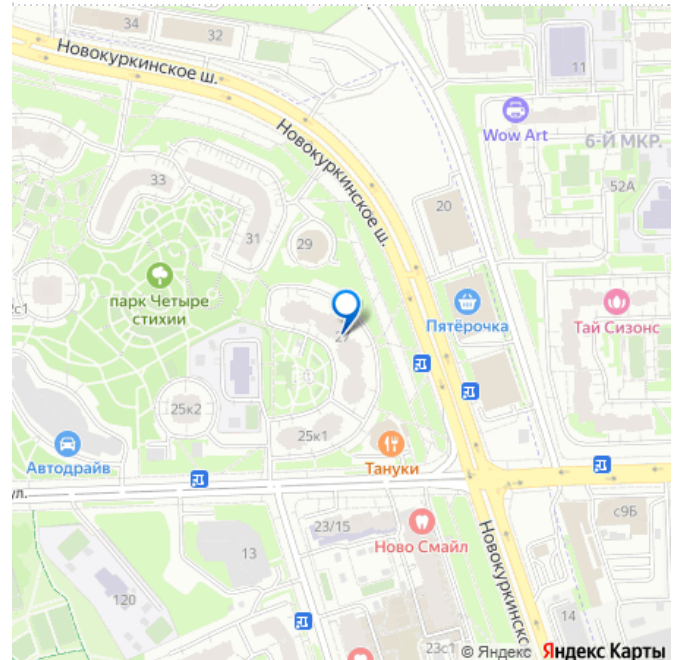 34
32
Новокуркинское ш.
11
Wow Art
6-Й МКР.
Новокуркинское ш.
33
52А
20
31
29
парк Четыре
стихии
2с1
Пятёрочка
Тай Сизонс
27
25к2
25к1
Автодрайв
Тануки
ул.
23/15
Ново Смайл
с9Б
13
Новокуркинско
120
14
23с1
© Яндекс Яндекс Карты